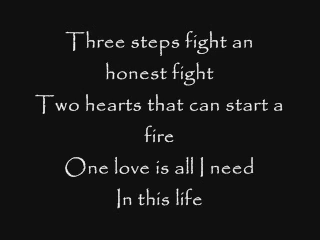 Three steps fight an
honest fight
Two hearts that can start a
fire
One love is all I need
In this life